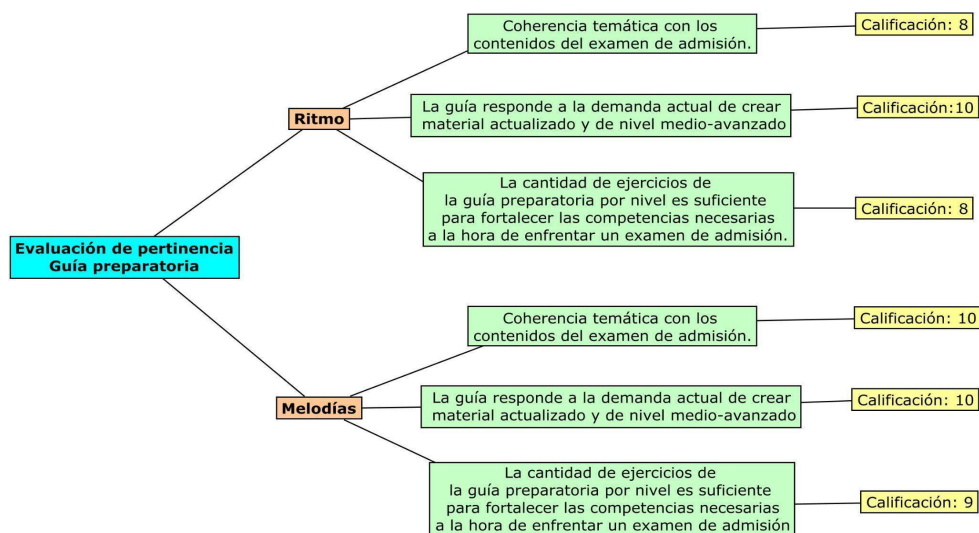 Evaluación de pertinencia
Guía preparatoria
Ritmo
Coherencia temática con los
contenidos del examen de admisión.
Calificación: 8
La guía responde a la demanda actual de crear
material actualizado y de nivel medio-avanzado
Calificación:10
La cantidad de ejercicios de
la guía preparatoria por nivel es suficiente
para fortalecer las competencias necesarias
a la hora de enfrentar un examen de admisión.
Calificación: 8
Melodías
Coherencia temática con los
contenidos del examen de admisión.
Calificación: 10
La guía responde a la demanda actual de crear
material actualizado y de nivel medio-avanzado
Calificación: 10
La cantidad de ejercicios de
la guía preparatoria por nivel es suficiente
para fortalecer las competencias necesarias
a la hora de enfrentar un examen de admisión
Calificación: 9